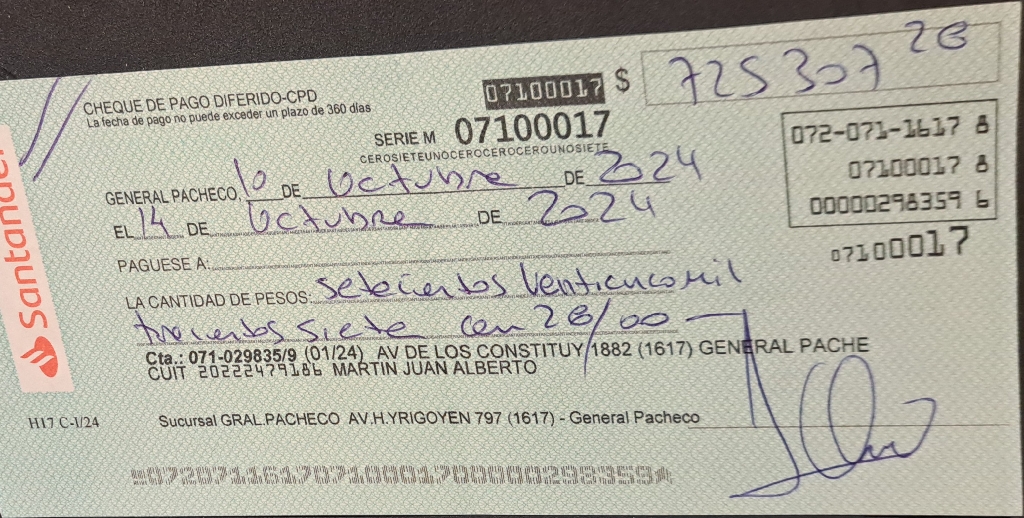 Santander
CHEQUE DE PAGO DIFERIDO-CPD
La fecha de pago no puede exceder un plazo de 360 días
07100017 $ 725307 28
SERIE M 07100017
CEROSIETEUNOCEROCEROCEROUNOSIETE
072-071-1617 8
07100017 8
00000298359 6
07100017
GENERAL PACHECO, 10 DE Octubre DE 2024
EL 14 DE Octubre DE 2024
PAGUESE A:
LA CANTIDAD DE PESOS: setecientos venticinco mil
trecientos siete con 28/00
Cta.: 071-029835/9 (01/24) AV DE LOS CONSTITUY 1882 (1617) GENERAL PACHE
CUIT 20222479186 MARTIN JUAN ALBERTO
H17 C-I/24
Sucursal GRAL.PACHECO AV.H.YRIGOYEN 797 (1617) - General Pacheco
07207116170710001700000298359